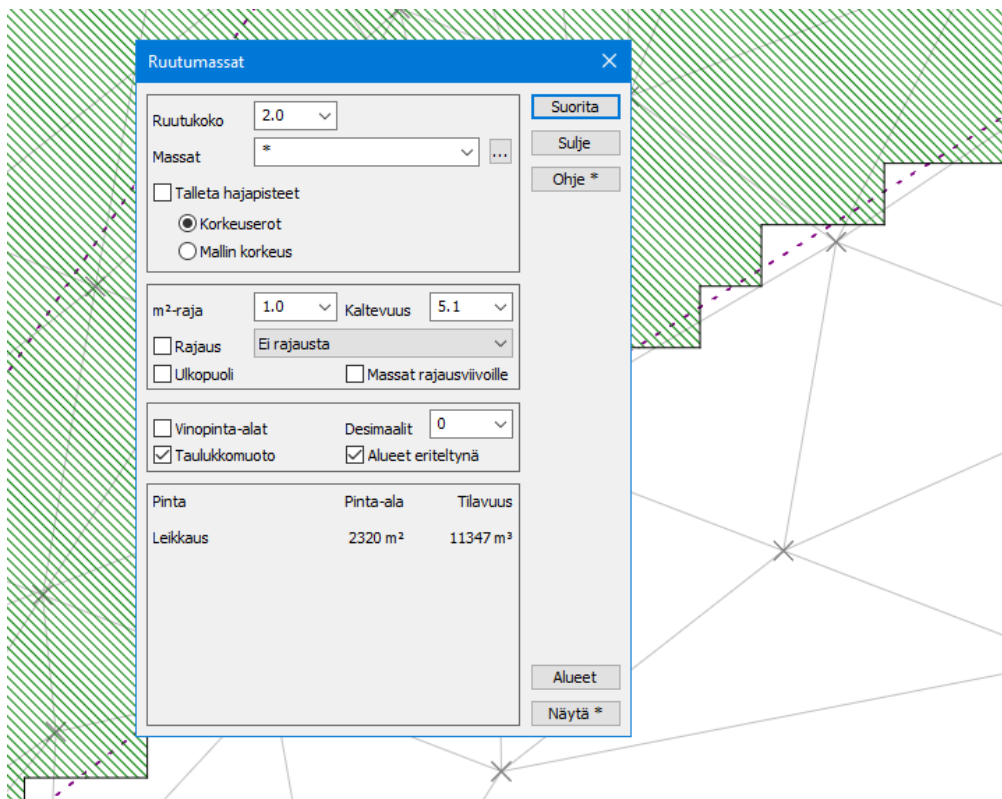 Ruutumassat
Ruutukoko 2.0
Suorita
Massat * ...
Sulje
Talleta hajapisteet
Ohje *
Korkeuserot
Mallin korkeus
m²-raja 1.0 Kaltevuus 5.1
Rajaus Ei rajausta
Ulkopuoli Massat rajausviivoille
Vinopinta-alat Desimaalit 0
Taulukkomuoto Alueet eriteltynä
Pinta Pinta-ala Tilavuus
Leikkaus 2320 m² 11347 m³
Alueet
Näytä *